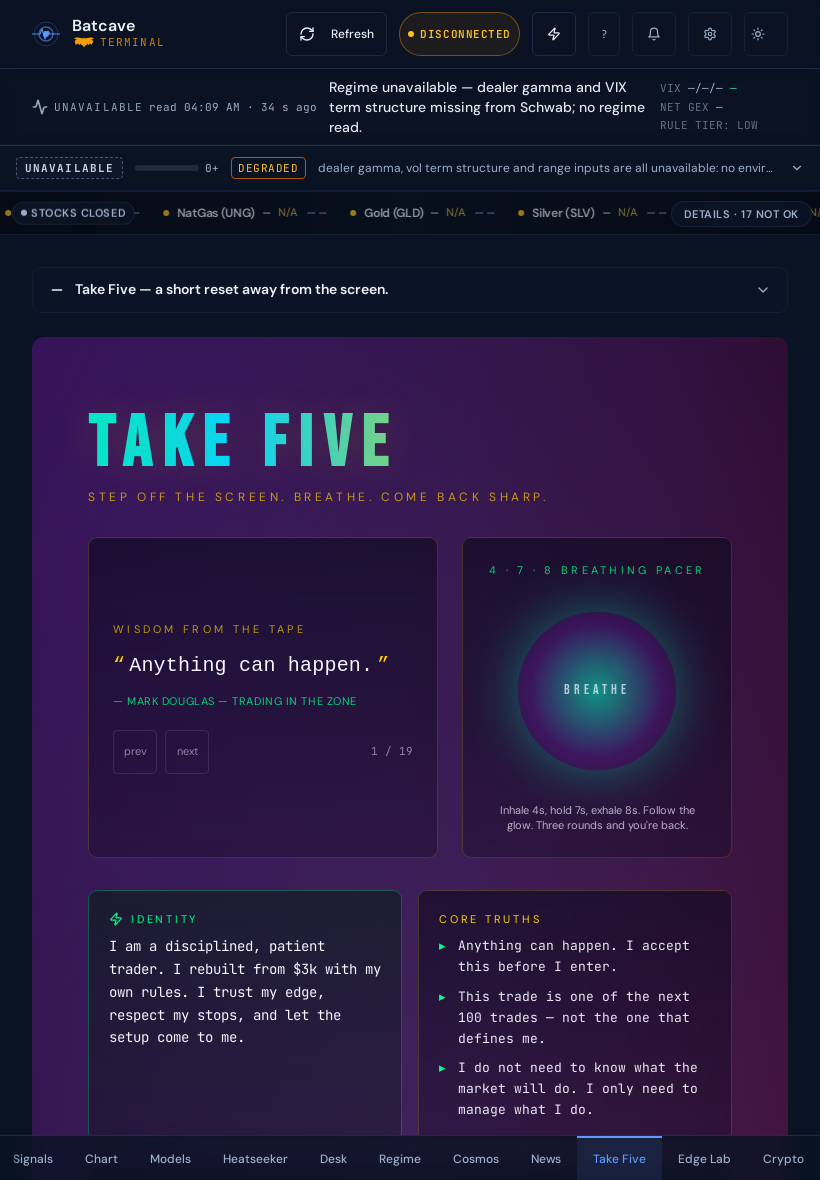 Batcave
TERMINAL
Refresh
DISCONNECTED
?
UNAVAILABLE read 04:09 AM · 34 s ago
Regime unavailable — dealer gamma and VIX
term structure missing from Schwab; no regime
read.
VIX —/—/— —
NET GEX —
RULE TIER: LOW
UNAVAILABLE
0+
DEGRADED
dealer gamma, vol term structure and range inputs are all unavailable: no envir…
STOCKS CLOSED
NatGas (UNG) — N/A — —
Gold (GLD) — N/A — —
Silver (SLV) — N/A — —
DETAILS · 17 NOT OK
— Take Five — a short reset away from the screen.
TAKE FIVE
STEP OFF THE SCREEN. BREATHE. COME BACK SHARP.
WISDOM FROM THE TAPE
“Anything can happen.”
— MARK DOUGLAS — TRADING IN THE ZONE
prev
next
1 / 19
4 · 7 · 8 BREATHING PACER
BREATHE
Inhale 4s, hold 7s, exhale 8s. Follow the
glow. Three rounds and you're back.
IDENTITY
I am a disciplined, patient
trader. I rebuilt from $3k with my
own rules. I trust my edge,
respect my stops, and let the
setup come to me.
CORE TRUTHS
▸ Anything can happen. I accept
this before I enter.
▸ This trade is one of the next
100 trades — not the one that
defines me.
▸ I do not need to know what the
market will do. I only need to
manage what I do.
Signals
Chart
Models
Heatseeker
Desk
Regime
Cosmos
News
Take Five
Edge Lab
Crypto